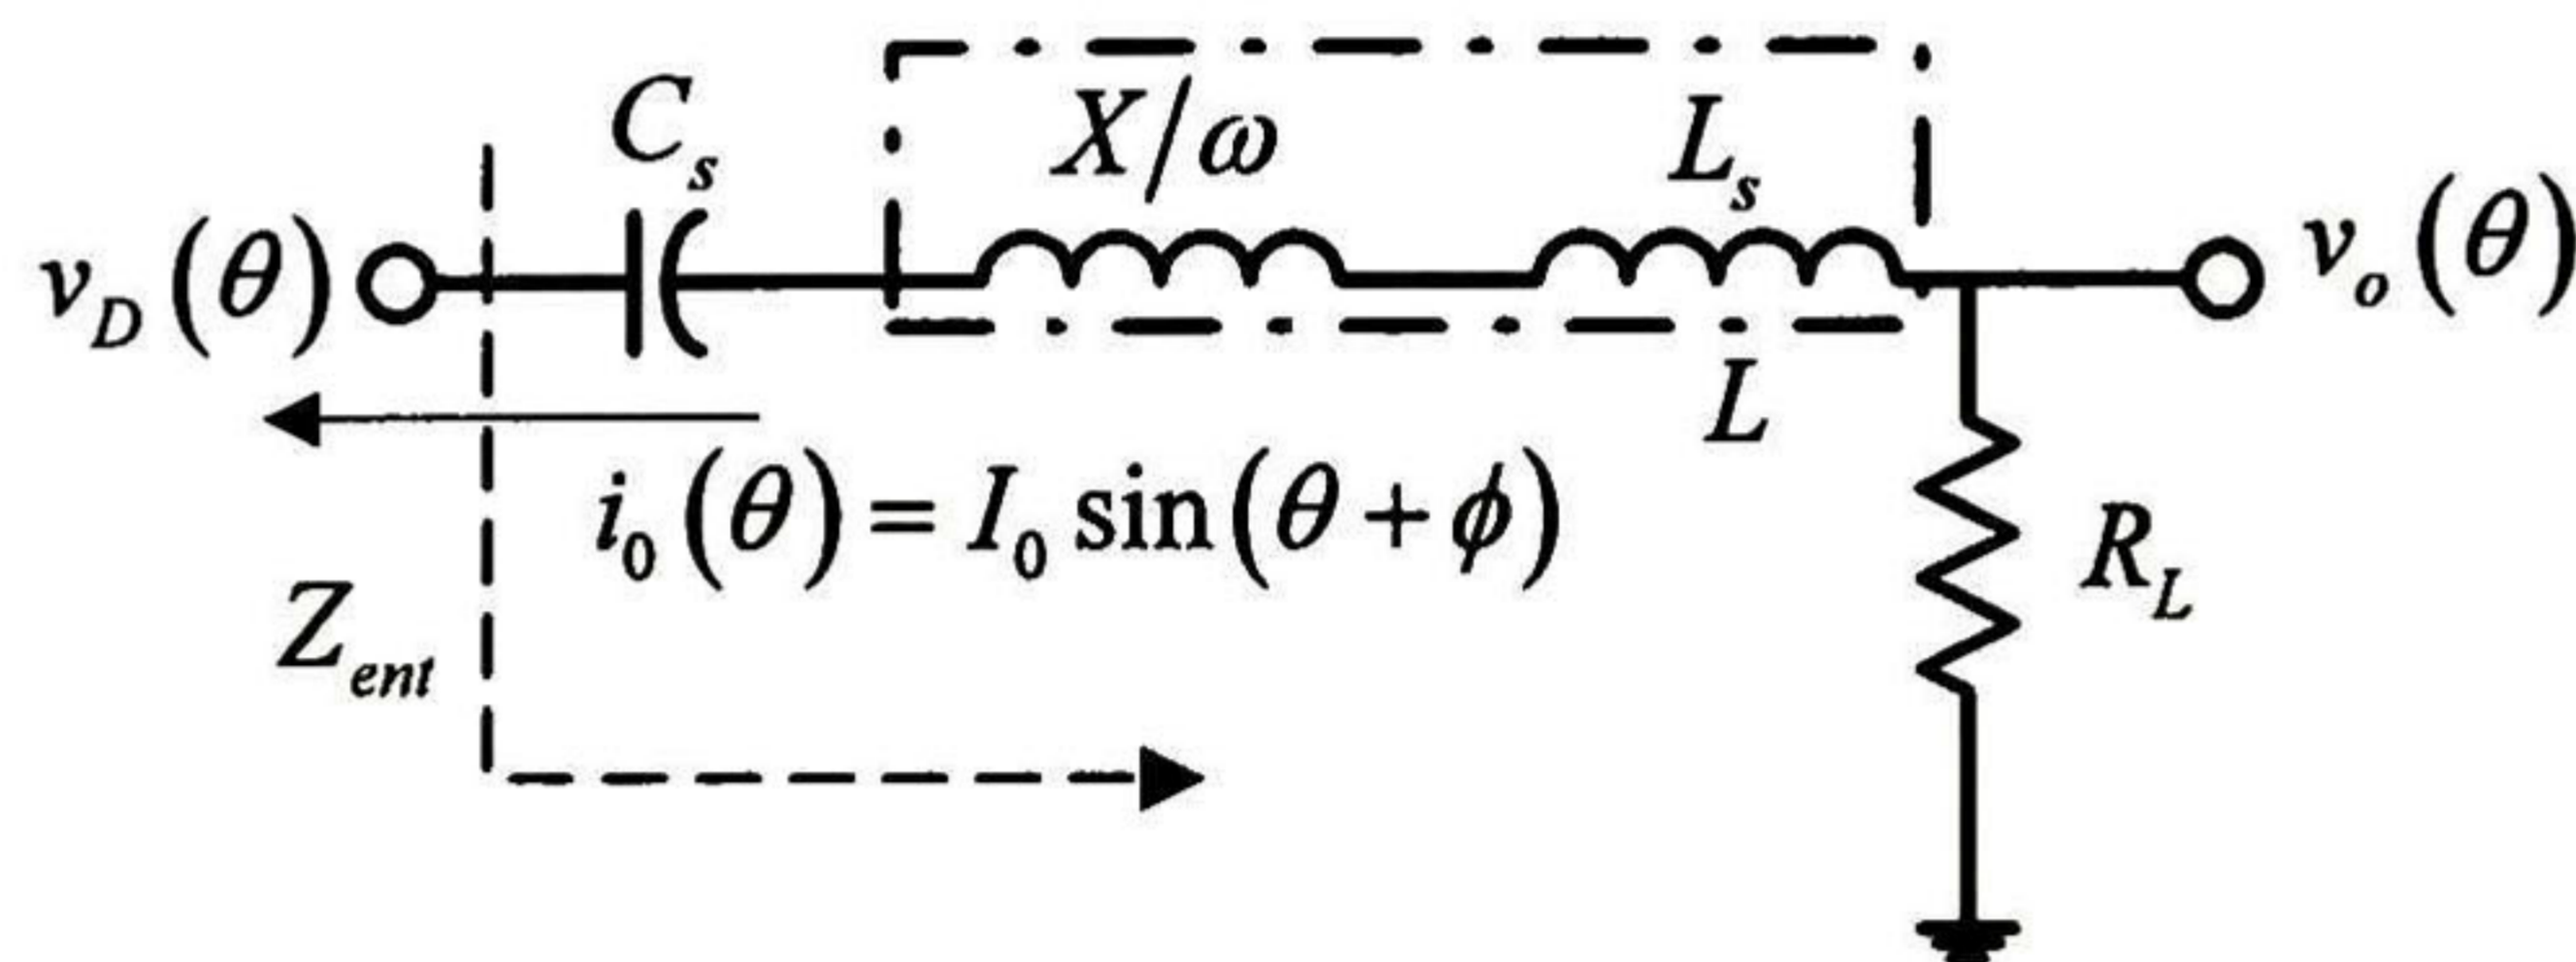 C_s
X/ω
L_s
v_D(θ)
v_o(θ)
L
i_0(θ) = I_0 sin(θ + ϕ)
R_L
Z_ent